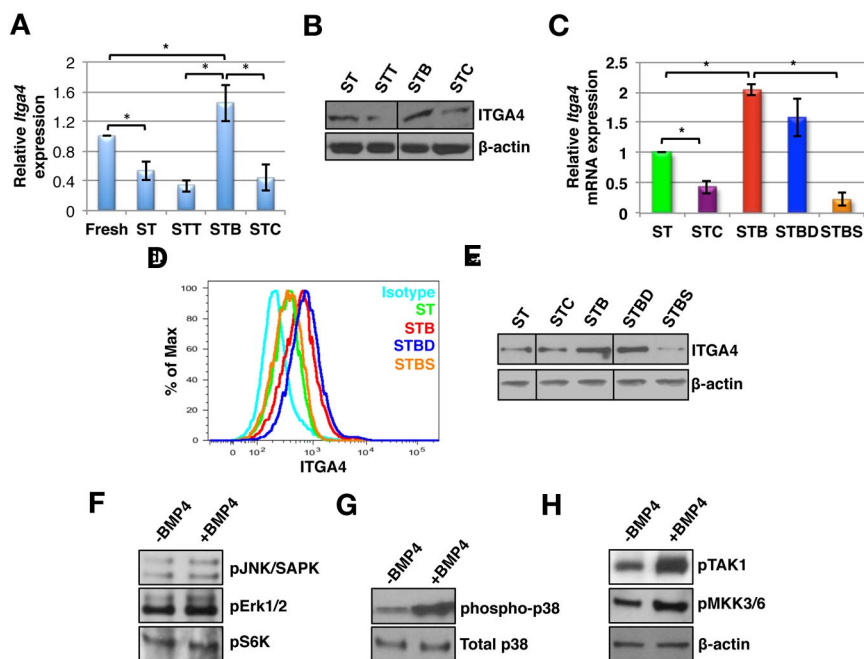 A
Relative Itga4 expression
2
1.6
1.2
0.8
0.4
0
*
*
*
*
Fresh ST STT STB STC
B
ST STT STB STC
ITGA4
β-actin
C
Relative Itga4 mRNA expression
2.5
2
1.5
1
0.5
0
*
*
*
ST STC STB STBD STBS
D
% of Max
100
80
60
40
20
0
Isotype
ST
STB
STBD
STBS
0 10² 10³ 10⁴ 10⁵
ITGA4
E
ST STC STB STBD STBS
ITGA4
β-actin
F
-BMP4 +BMP4
pJNK/SAPK
pErk1/2
pS6K
G
-BMP4 +BMP4
phospho-p38
Total p38
H
-BMP4 +BMP4
pTAK1
pMKK3/6
β-actin